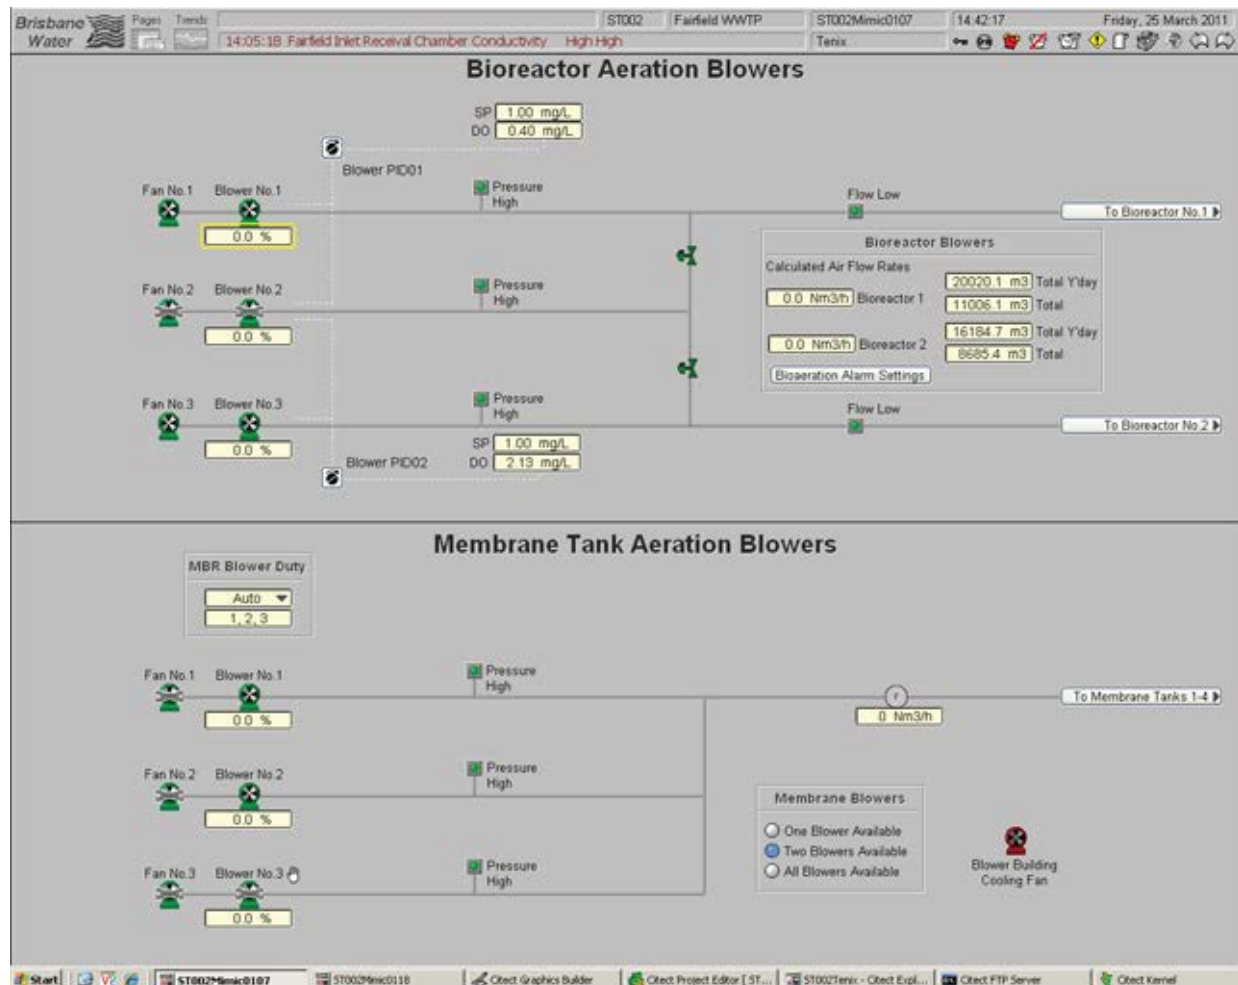 Brisbane Water Pages Trends ST002 Fairfield WWTP ST002Mimic0107 14:42:17 Friday, 25 March 2011
14:05:18 Fairfield Inlet Receival Chamber Conductivity High High Tenix
Bioreactor Aeration Blowers
SP 1.00 mg/L
DO 0.40 mg/L
Blower PID01
Fan No.1 Blower No.1 Pressure High Flow Low
To Bioreactor No.1
0.0 %
Bioreactor Blowers
Calculated Air Flow Rates
20020.1 m3 Total Y'day
0.0 Nm3/h Bioreactor 1
11006.1 m3 Total
Fan No.2 Blower No.2 Pressure High
0.0 %
16184.7 m3 Total Y'day
0.0 Nm3/h Bioreactor 2
8685.4 m3 Total
Bioaeration Alarm Settings
Fan No.3 Blower No.3 Pressure High Flow Low
To Bioreactor No.2
0.0 %
SP 1.00 mg/L
Blower PID02 DO 2.13 mg/L
Membrane Tank Aeration Blowers
MBR Blower Duty
Auto
1, 2, 3
Fan No.1 Blower No.1 Pressure High
To Membrane Tanks 1-4
0.0 %
0 Nm3/h
Fan No.2 Blower No.2 Pressure High
0.0 %
Membrane Blowers
One Blower Available
Two Blowers Available
All Blowers Available
Blower Building
Cooling Fan
Fan No.3 Blower No.3 Pressure High
0.0 %
Start ST002Mimic0107 ST002Mimic0118 Citect Graphics Builder Citect Project Editor [ ST... ST002Tenix - Citect Expl... Citect FTP Server Citect Kernel